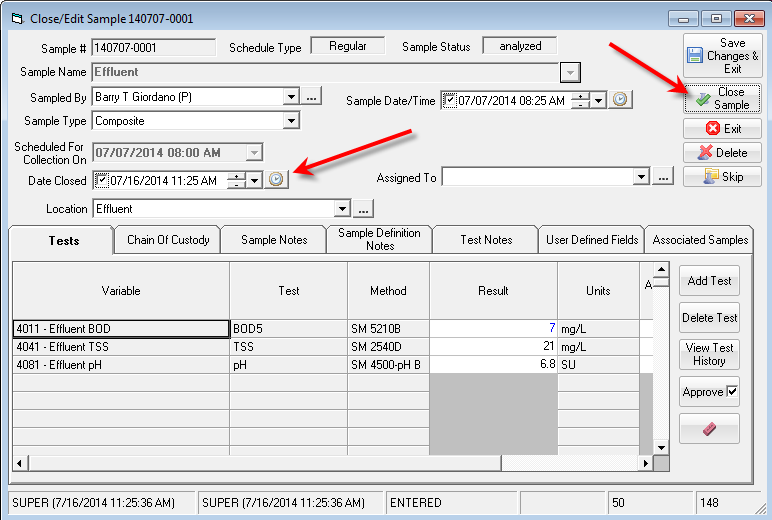 Close/Edit Sample 140707-0001
Sample # 140707-0001 Schedule Type Regular Sample Status analyzed
Sample Name Effluent
Sampled By Barry T Giordano (P) ... Sample Date/Time 07/07/2014 08:25 AM
Sample Type Composite
Scheduled For
Collection On 07/07/2014 08:00 AM
Date Closed 07/16/2014 11:25 AM Assigned To ...
Location Effluent ...
Save
Changes &
Exit
Close
Sample
Exit
Delete
Skip
Tests Chain Of Custody Sample Notes Sample Definition
Notes Test Notes User Defined Fields Associated Samples
Variable Test Method Result Units A
4011 - Effluent BOD BOD5 SM 5210B 7 mg/L
4041 - Effluent TSS TSS SM 2540D 21 mg/L
4081 - Effluent pH pH SM 4500-pH B 6.8 SU
Add Test
Delete Test
View Test
History
Approve
SUPER (7/16/2014 11:25:36 AM) SUPER (7/16/2014 11:25:36 AM) ENTERED 50 148